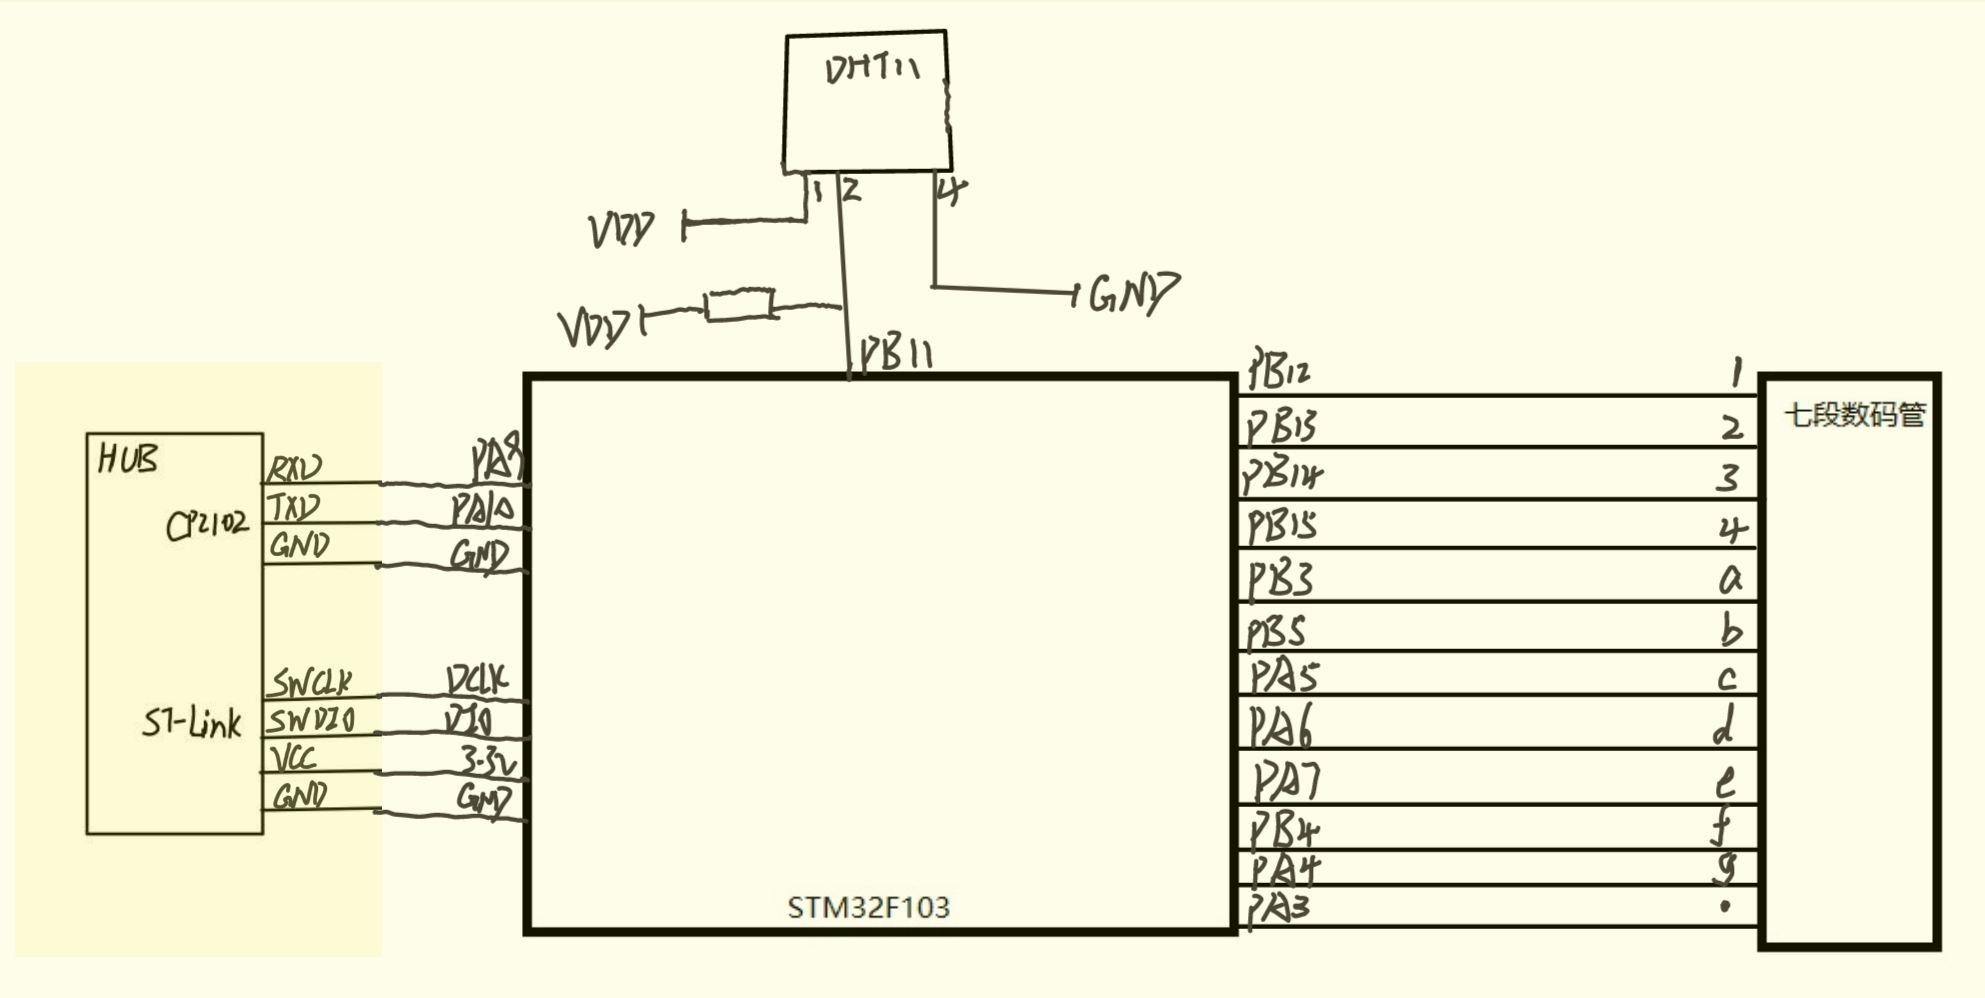 DHT11
1 2 4
VDD
GND
VDD
PB11
HUB
CP2102
RXD PA9
TXD PA10
GND GND
ST-Link
SWCLK DCLK
SWDIO DIO
VCC 3.3V
GND GND
STM32F103
PB12 1
PB13 2
PB14 3
PB15 4
PB3 a
PB5 b
PA5 c
PA6 d
PA7 e
PB4 f
PA4 g
PA3 .
七段数码管